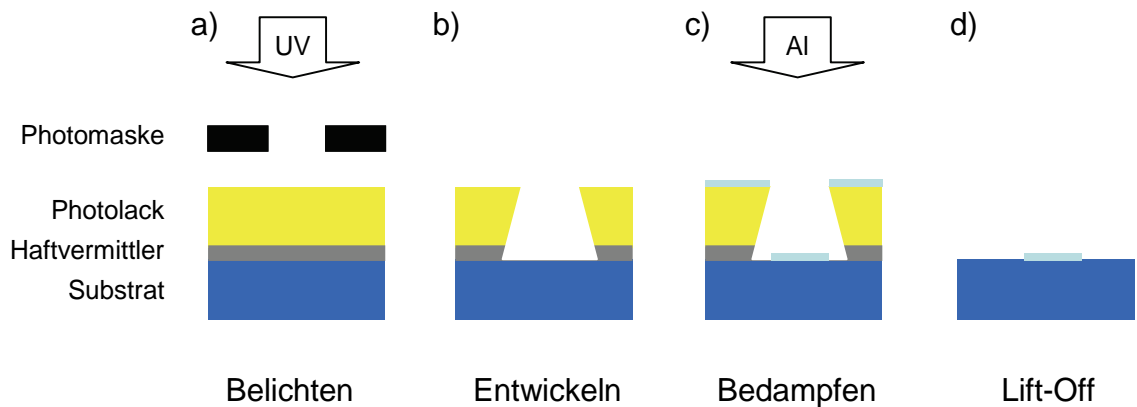 a) b) c) d)
UV Al
Photomaske
Photolack
Haftvermittler
Substrat
Belichten Entwickeln Bedampfen Lift-Off